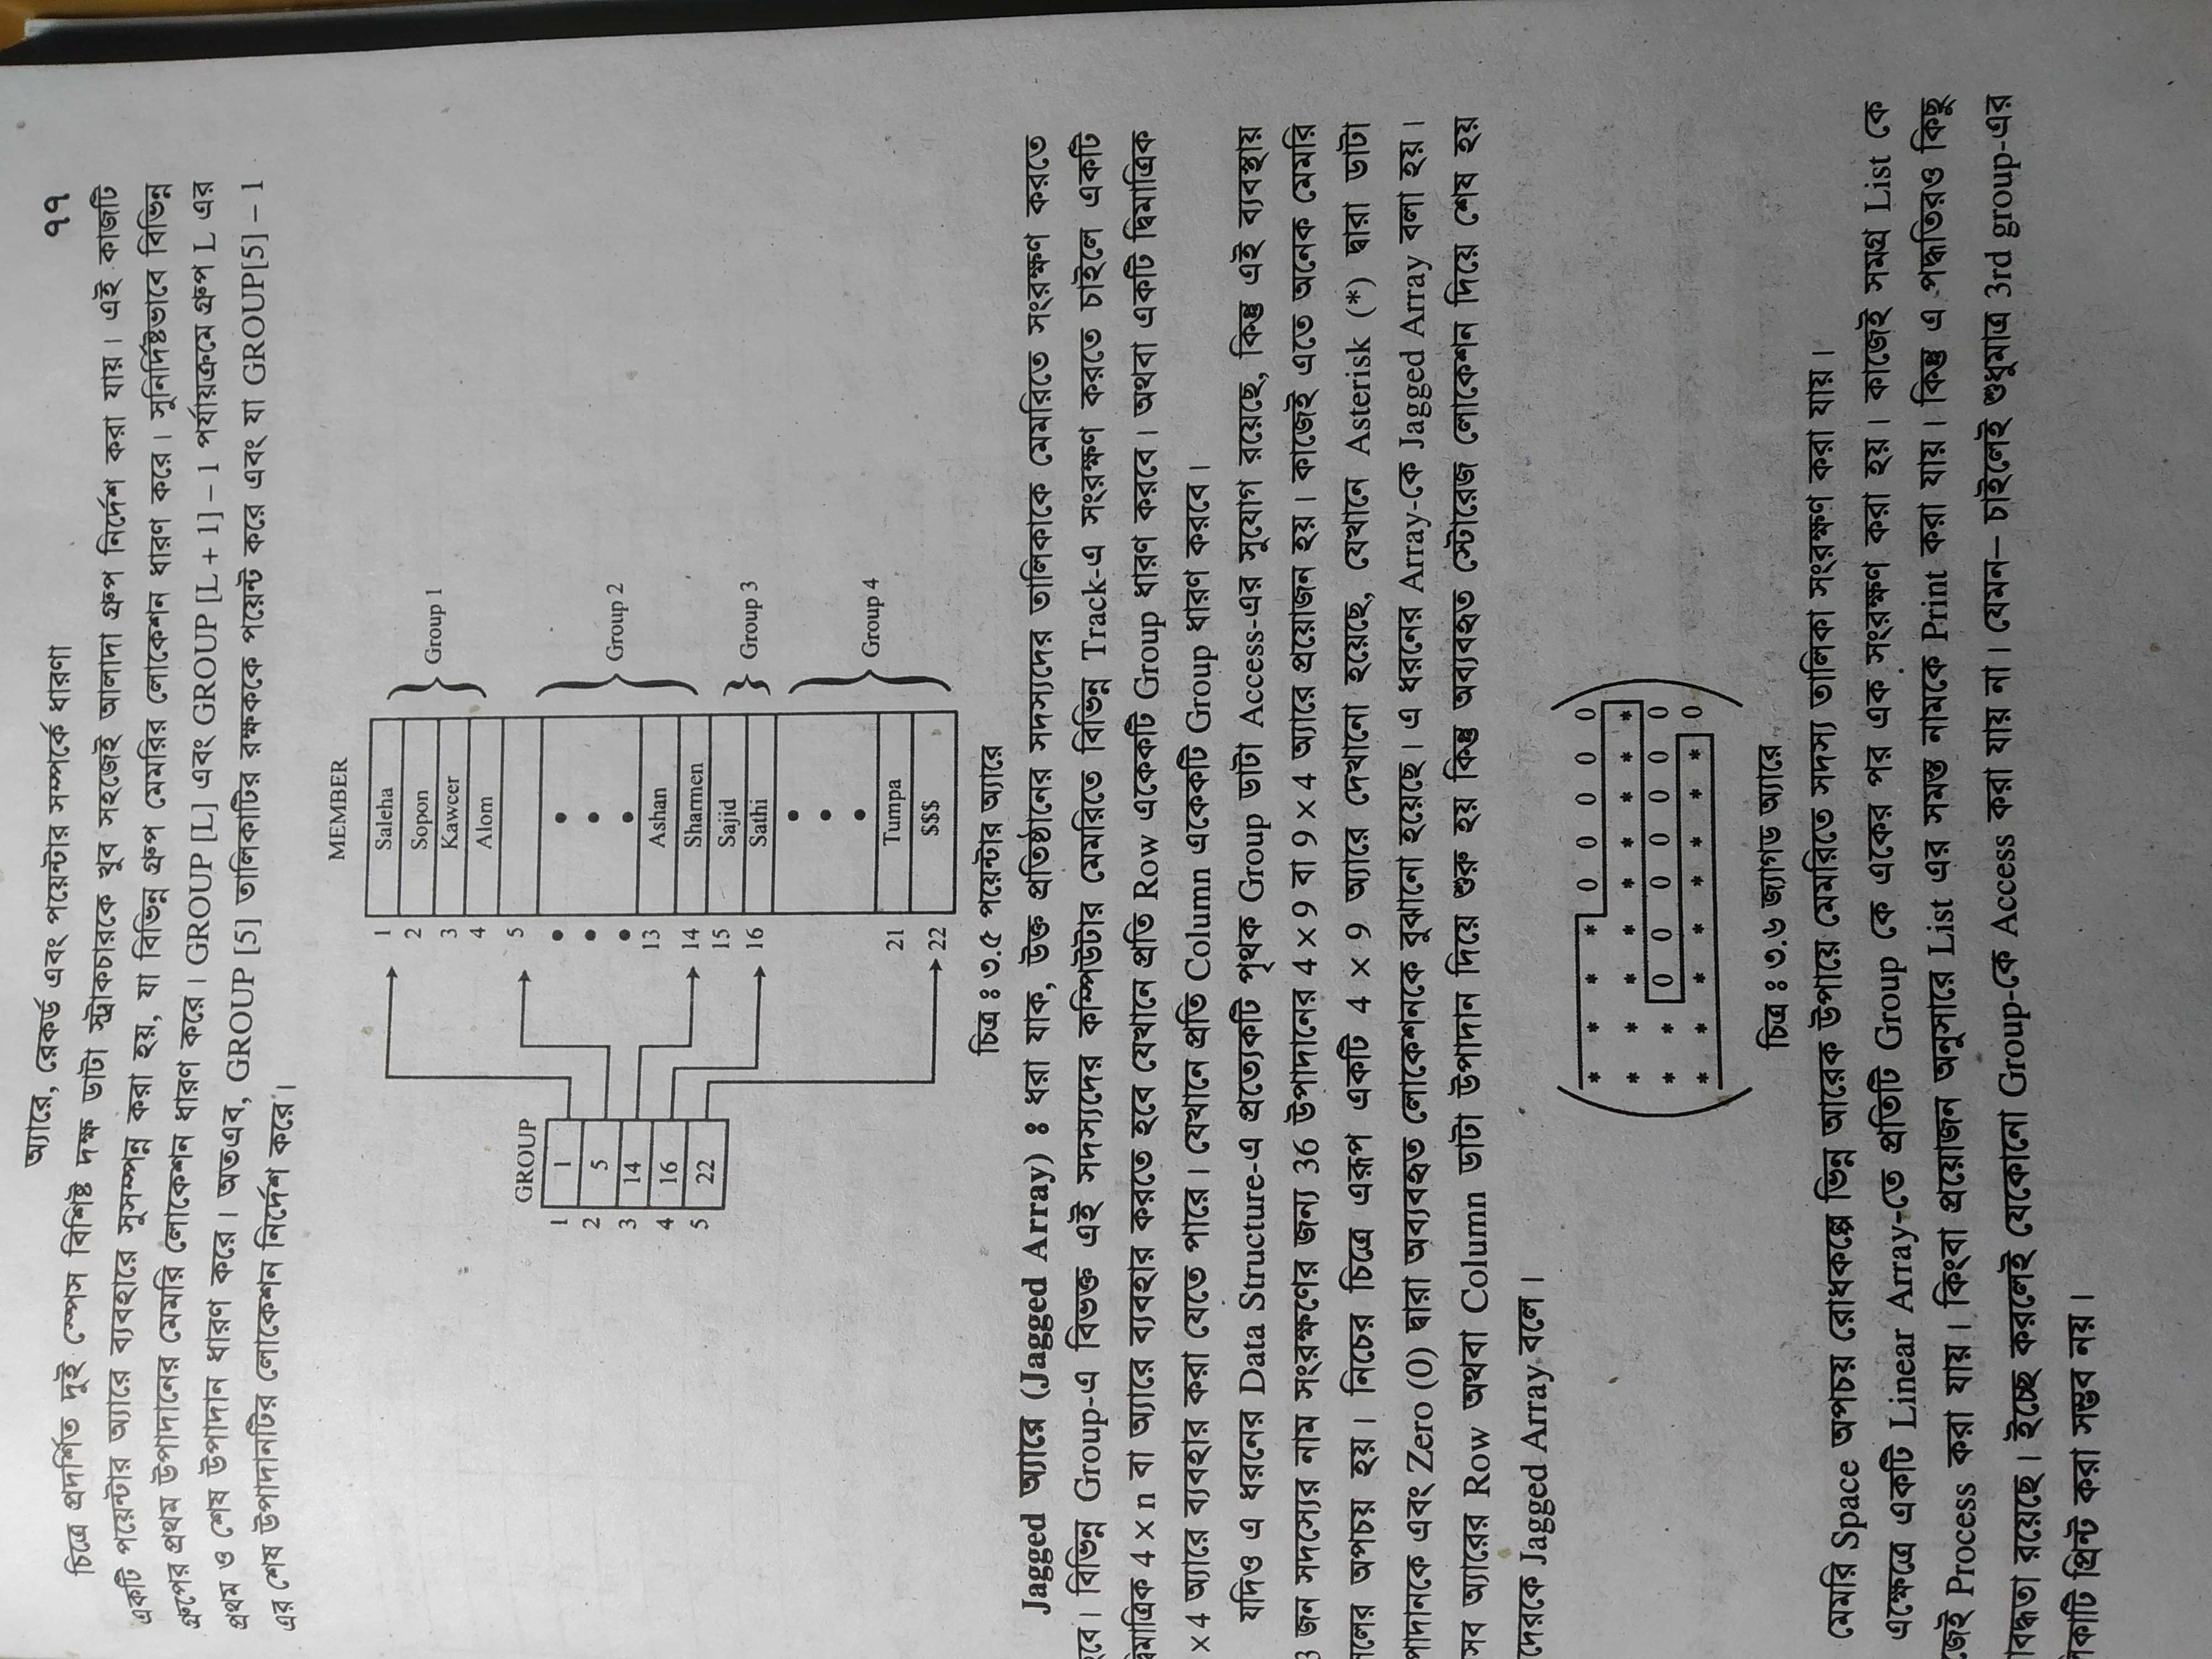 অ্যারে, রেকর্ড এবং পয়েন্টার সম্পর্কে ধারণা ৭৭
চিত্রে প্রদর্শিত দুই স্পেস বিশিষ্ট দক্ষ ডাটা স্ট্রাকচারকে খুব সহজেই আলাদা গ্রুপ নির্দেশ করা যায়। এই কাজটি
একটি পয়েন্টার অ্যারে ব্যবহারে সুসম্পন্ন করা হয়, যা বিভিন্ন গ্রুপ মেমরির লোকেশন ধারণ করে। সুনির্দিষ্টভাবে বিভিন্ন
গ্রুপের প্রথম উপাদানের মেমরি লোকেশন ধারণ করে। GROUP [L] এবং GROUP [L + 1] – 1 পর্যায়ক্রমে গ্রুপ L এর
প্রথম ও শেষ উপাদান ধারণ করে। অতএব, GROUP [5] তালিকাটির রক্ষককে পয়েন্ট করে এবং যা GROUP[5] – 1
এর শেষ উপাদানটির লোকেশন নির্দেশ করে।
MEMBER
1 Saleha
2 Sopon
3 Kaweer
4 Alom
Group 1
5
Group 2
13 Ashan
14 Sharmen
15 Sajid
16 Sathi
Group 3
Group 4
21 Tumpa
22 $$$
GROUP
1 1
2 5
3 14
4 16
5 22
চিত্র ঃ ৩.৫ পয়েন্টার অ্যারে
Jagged অ্যারে (Jagged Array) ঃ ধরা যাক, উক্ত প্রতিষ্ঠানের সদস্যদের তালিকাকে মেমরিতে সংরক্ষণ করতে
হবে। বিভিন্ন Group-এ বিভক্ত এই সদস্যদের কম্পিউটার মেমরিতে বিভিন্ন Track-এ সংরক্ষণ করতে চাইলে একটি
দ্বিমাত্রিক 4 × n বা অ্যারে ব্যবহার করতে হবে যেখানে প্রতি Row একেকটি Group ধারণ করবে। অথবা একটি দ্বিমাত্রিক
× 4 অ্যারে ব্যবহার করা যেতে পারে। যেখানে প্রতি Column একেকটি Group ধারণ করবে।
যদিও এ ধরনের Data Structure-এ প্রত্যেকটি পৃথক Group ডাটা Access-এর সুযোগ রয়েছে, কিন্তু এই ব্যবস্থায়
3 জন সদস্যের নাম সংরক্ষণের জন্য 36 উপাদানের 4 × 9 বা 9 × 4 অ্যারে প্রয়োজন হয়। কাজেই এতে অনেক মেমরি
লের অপচয় হয়। নিচের চিত্রে এরূপ একটি 4 × 9 অ্যারে দেখানো হয়েছে, যেখানে Asterisk (*) দ্বারা ডাটা
পাদানকে এবং Zero (0) দ্বারা অব্যবহৃত লোকেশনকে বুঝানো হয়েছে। এ ধরনের Array-কে Jagged Array বলা হয়।
সব অ্যারের Row অথবা Column ডাটা উপাদান দিয়ে শুরু হয় কিন্তু অব্যবহৃত স্টোরেজ লোকেশন দিয়ে শেষ হয়
দেরকে Jagged Array বলে।
* * * * 0 0 0 0 0
* * * * * * * * *
* * 0 0 0 0 0 0 0
* * * * * * * * 0
চিত্র ঃ ৩.৬ জ্যাগড অ্যারে
মেমরি Space অপচয় রোধকল্পে ভিন্ন আরেক উপায়ে মেমরিতে সদস্য তালিকা সংরক্ষণ করা যায়।
এক্ষেত্রে একটি Linear Array-তে প্রতিটি Group কে একের পর এক সংরক্ষণ করা হয়। কাজেই সমগ্র List কে
জেই Process করা যায়। কিংবা প্রয়োজন অনুসারে List এর সমস্ত নামকে Print করা যায়। কিন্তু এ পদ্ধতিরও কিছু
াবদ্ধতা রয়েছে। ইচ্ছে করলেই যেকোনো Group-কে Access করা যায় না। যেমন– চাইলেই শুধুমাত্র 3rd group-এর
লকাটি প্রিন্ট করা সম্ভব নয়।